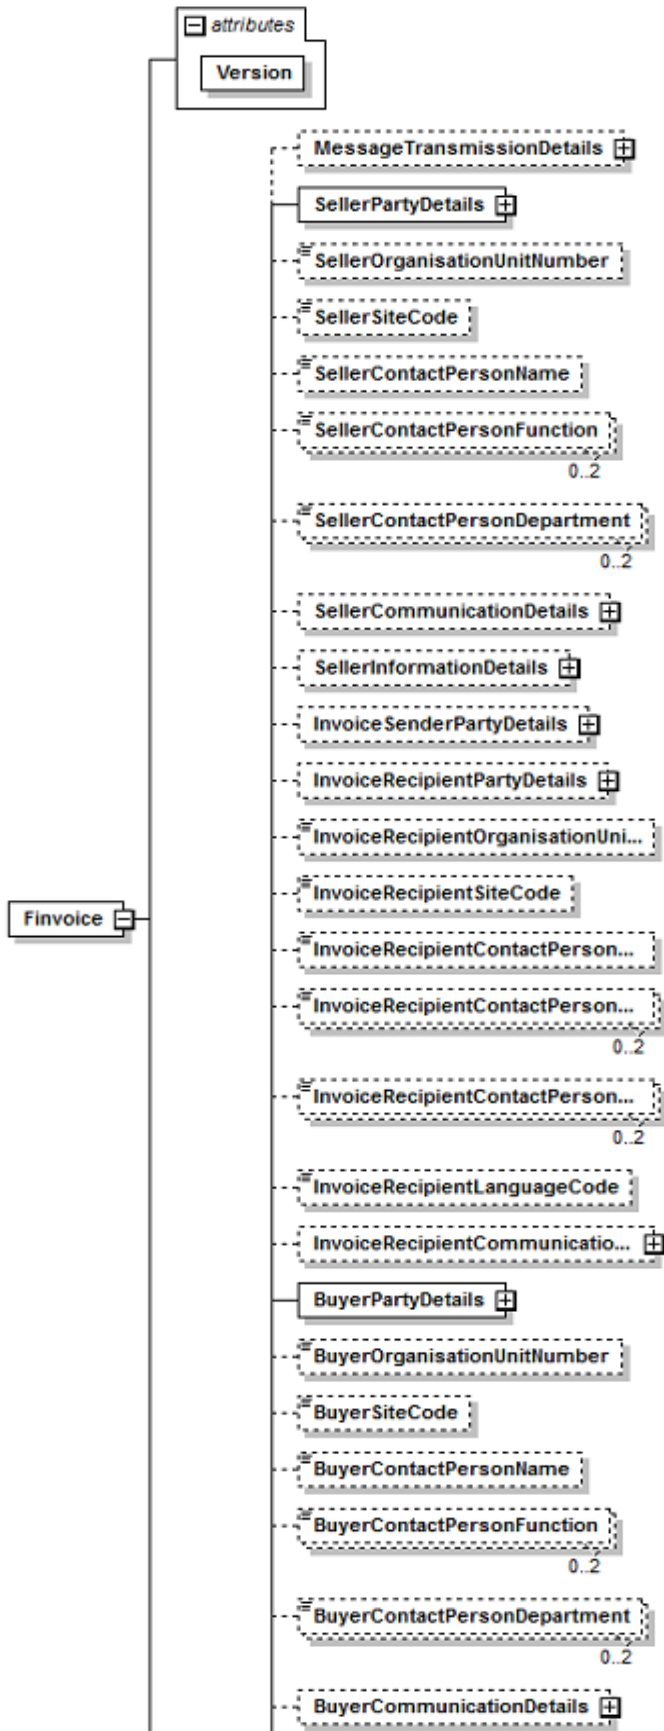 attributes
Version
MessageTransmissionDetails
SellerPartyDetails
SellerOrganisationUnitNumber
SellerSiteCode
SellerContactPersonName
SellerContactPersonFunction
0..2
SellerContactPersonDepartment
0..2
SellerCommunicationDetails
SellerInformationDetails
InvoiceSenderPartyDetails
InvoiceRecipientPartyDetails
InvoiceRecipientOrganisationUni...
InvoiceRecipientSiteCode
Finvoice
InvoiceRecipientContactPerson...
InvoiceRecipientContactPerson...
0..2
InvoiceRecipientContactPerson...
0..2
InvoiceRecipientLanguageCode
InvoiceRecipientCommunicatio...
BuyerPartyDetails
BuyerOrganisationUnitNumber
BuyerSiteCode
BuyerContactPersonName
BuyerContactPersonFunction
0..2
BuyerContactPersonDepartment
0..2
BuyerCommunicationDetails